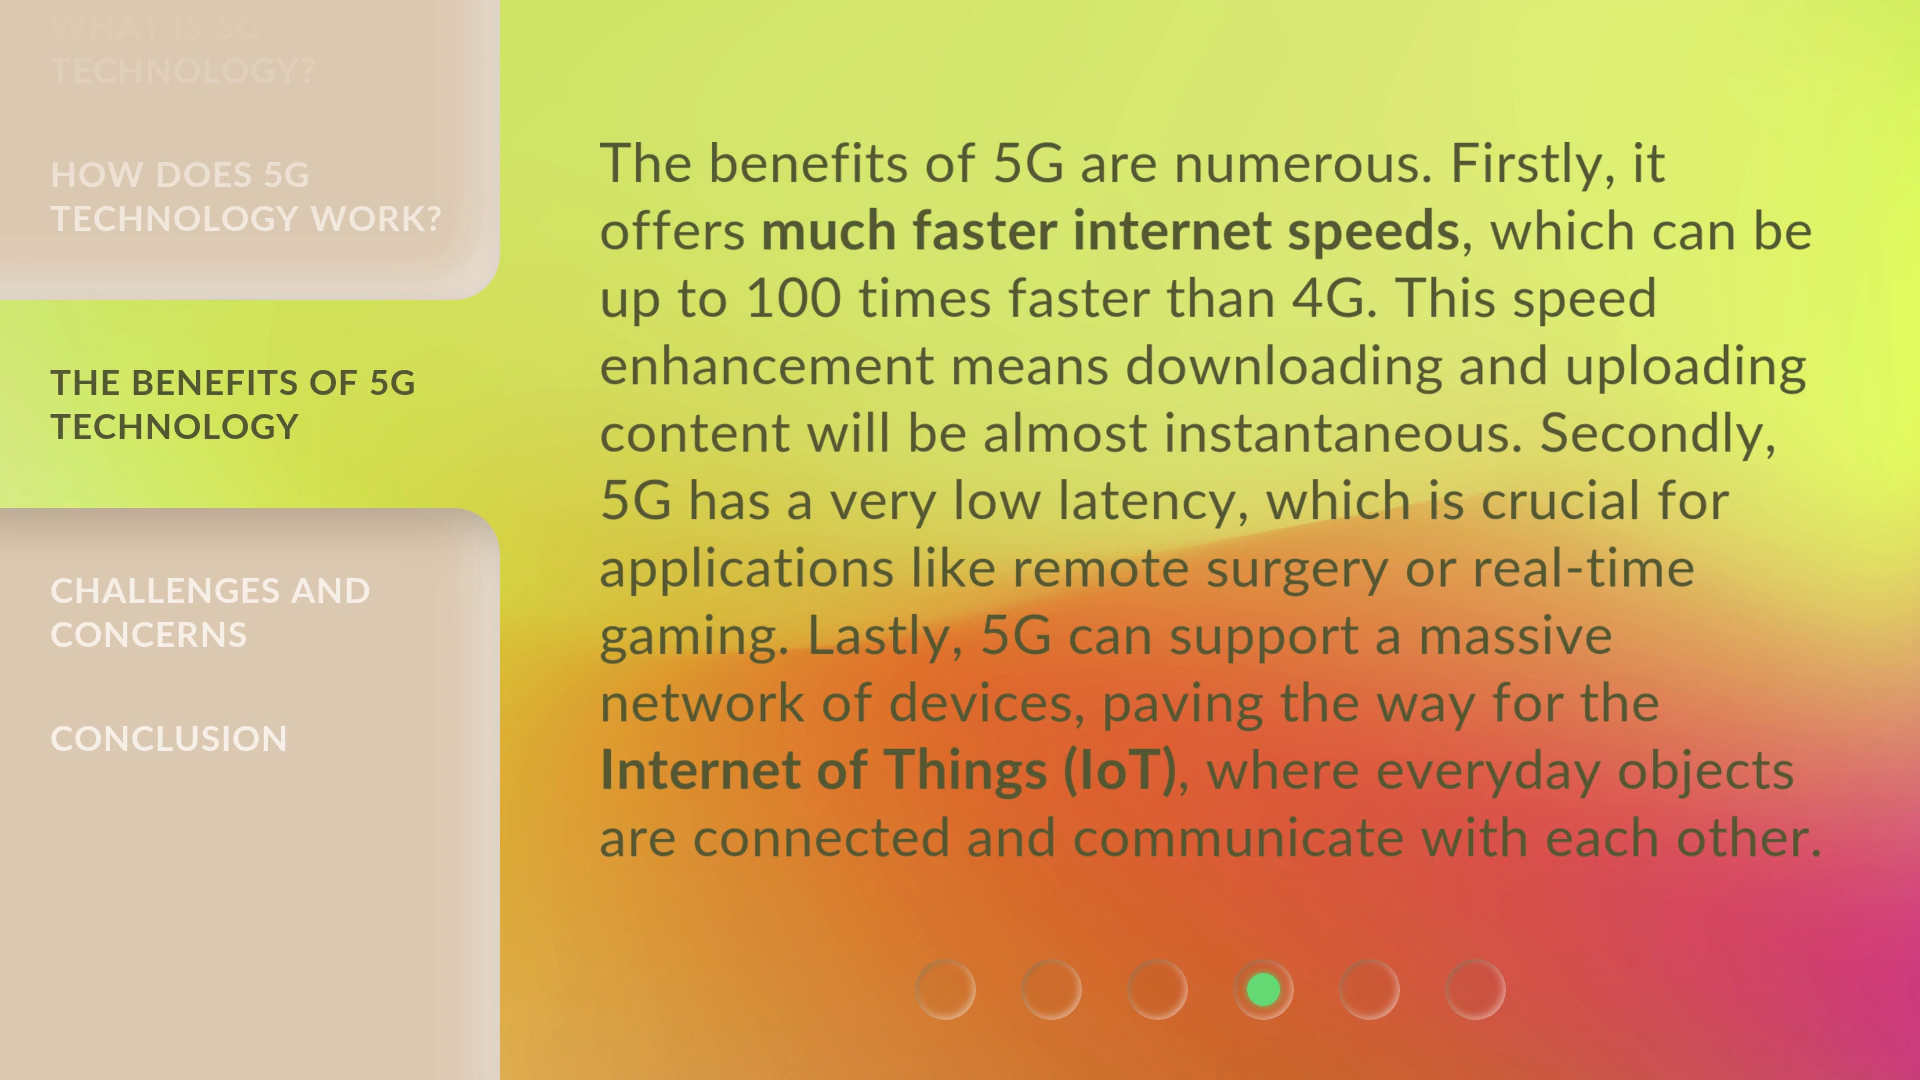 WHAT IS 5G
TECHNOLOGY?
HOW DOES 5G
TECHNOLOGY WORK?
THE BENEFITS OF 5G
TECHNOLOGY
CHALLENGES AND
CONCERNS
CONCLUSION
The benefits of 5G are numerous. Firstly, it
offers much faster internet speeds, which can be
up to 100 times faster than 4G. This speed
enhancement means downloading and uploading
content will be almost instantaneous. Secondly,
5G has a very low latency, which is crucial for
applications like remote surgery or real-time
gaming. Lastly, 5G can support a massive
network of devices, paving the way for the
Internet of Things (IoT), where everyday objects
are connected and communicate with each other.